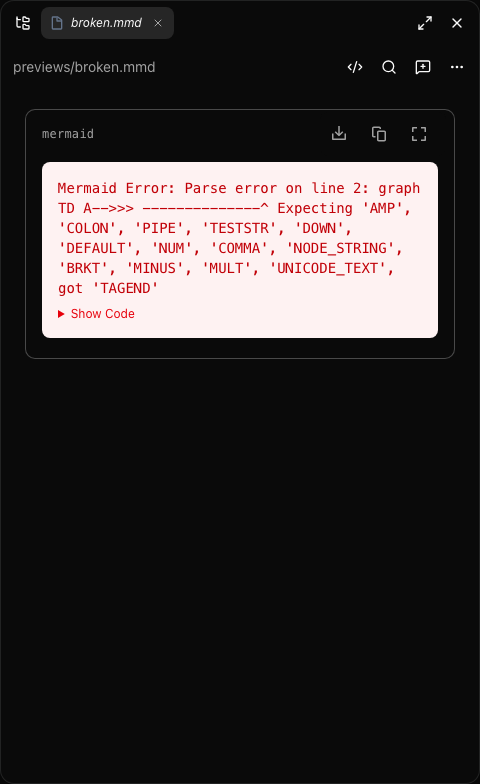 broken.mmd
previews/broken.mmd
mermaid
Mermaid Error: Parse error on line 2: graph
TD A-->>> --------------^ Expecting 'AMP',
'COLON', 'PIPE', 'TESTSTR', 'DOWN',
'DEFAULT', 'NUM', 'COMMA', 'NODE_STRING',
'BRKT', 'MINUS', 'MULT', 'UNICODE_TEXT',
got 'TAGEND'
Show Code